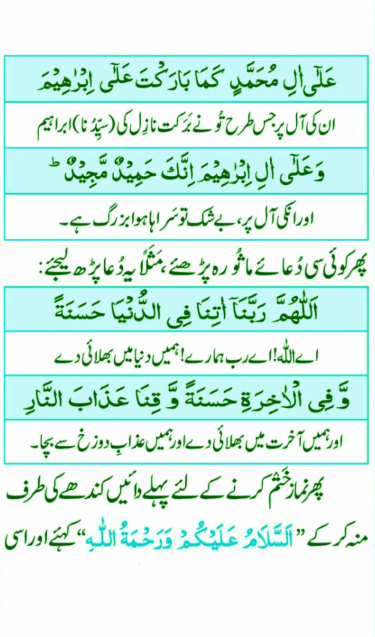 عَلٰٓى اٰلِ مُحَمَّدٍ كَمَا بَارَكْتَ عَلٰٓى اِبْرٰهِيْمَ
ان کی آل پر جس طرح تُو نے بَرَکت نازِل کی (سیِّدُنا) ابراہیم
وَعَلٰٓى اٰلِ اِبْرٰهِيْمَ اِنَّكَ حَمِيْدٌ مَّجِيْدٌ ؕ
اور انکی آل پر، بے شک تو سَراہا ہوا بزرگ ہے۔
پھر کوئی سی دُعائے ماثُورہ پڑھئے، مَثَلاً یہ دُعا پڑھ لیجئے:
اَللّٰهُمَّ رَبَّنَآ اٰتِنَا فِى الدُّنْيَا حَسَنَةً
اے اللہ! اے رب ہمارے! ہمیں دنیا میں بھلائی دے
وَّ فِى الْاٰخِرَةِ حَسَنَةً وَّ قِنَا عَذَابَ النَّارِ
اور ہمیں آخرت میں بھلائی دے اور ہمیں عذابِ دوزخ سے بچا۔
پھر نماز خَتْم کرنے کے لئے پہلے دائیں کندھے کی طرف
منہ کر کے ”اَلسَّلَامُ عَلَيْكُمْ وَرَحْمَةُ اللّٰهِ“ کہئے اور اسی